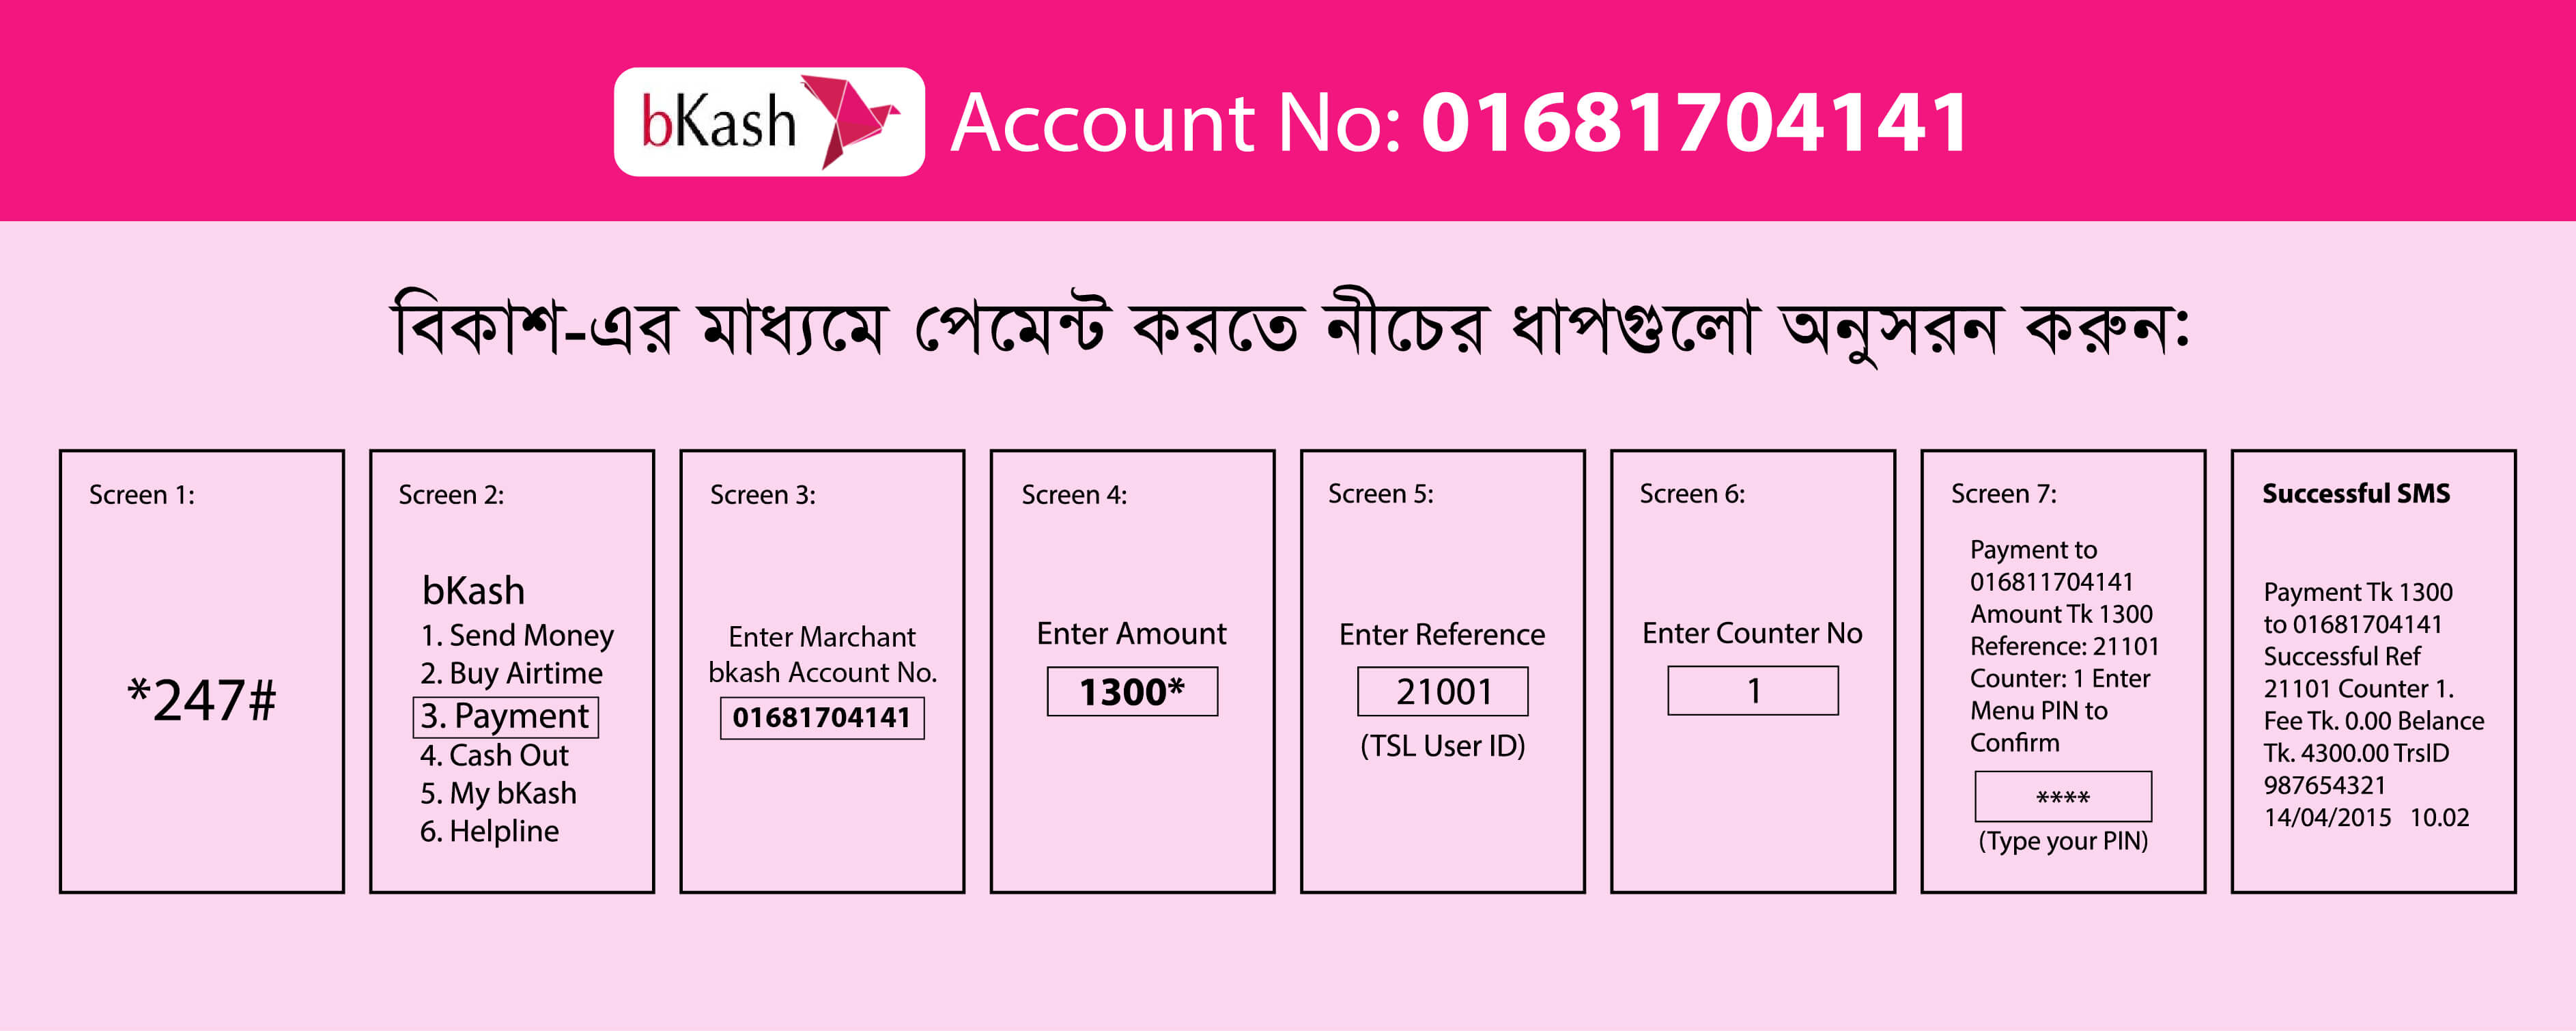 bKash Account No: 01681704141
বিকাশ-এর মাধ্যমে পেমেন্ট করতে নীচের ধাপগুলো অনুসরন করুন:
Screen 1:
*247#
Screen 2:
bKash
1. Send Money
2. Buy Airtime
3. Payment
4. Cash Out
5. My bKash
6. Helpline
Screen 3:
Enter Marchant
bkash Account No.
01681704141
Screen 4:
Enter Amount
1300*
Screen 5:
Enter Reference
21001
(TSL User ID)
Screen 6:
Enter Counter No
1
Screen 7:
Payment to
016811704141
Amount Tk 1300
Reference: 21101
Counter: 1 Enter
Menu PIN to
Confirm
****
(Type your PIN)
Successful SMS
Payment Tk 1300
to 01681704141
Successful Ref
21101 Counter 1.
Fee Tk. 0.00 Belance
Tk. 4300.00 TrsID
987654321
14/04/2015 10.02